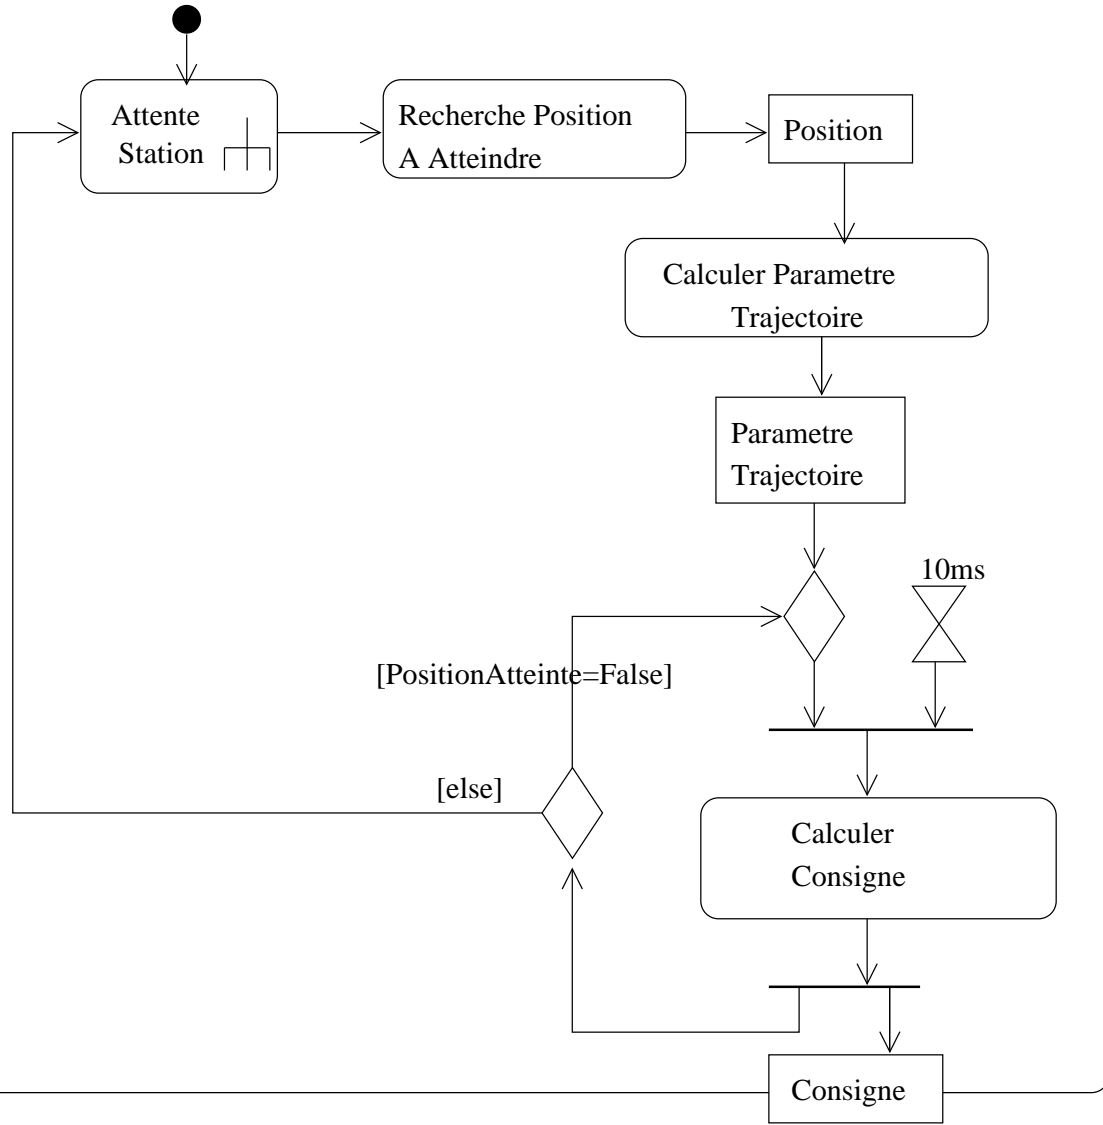 Attente
Station
Recherche Position
A Atteindre
Position
Calculer Parametre
Trajectoire
Parametre
Trajectoire
10ms
[PositionAtteinte=False]
[else]
Calculer
Consigne
Consigne